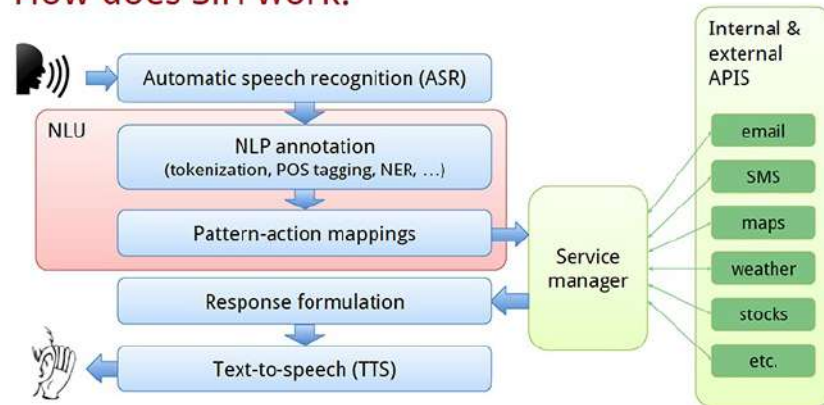 How does Siri work?
Automatic speech recognition (ASR)
NLU
NLP annotation
(tokenization, POS tagging, NER, ...)
Pattern-action mappings
Response formulation
Text-to-speech (TTS)
Service
manager
Internal &
external
APIS
email
SMS
maps
weather
stocks
etc.